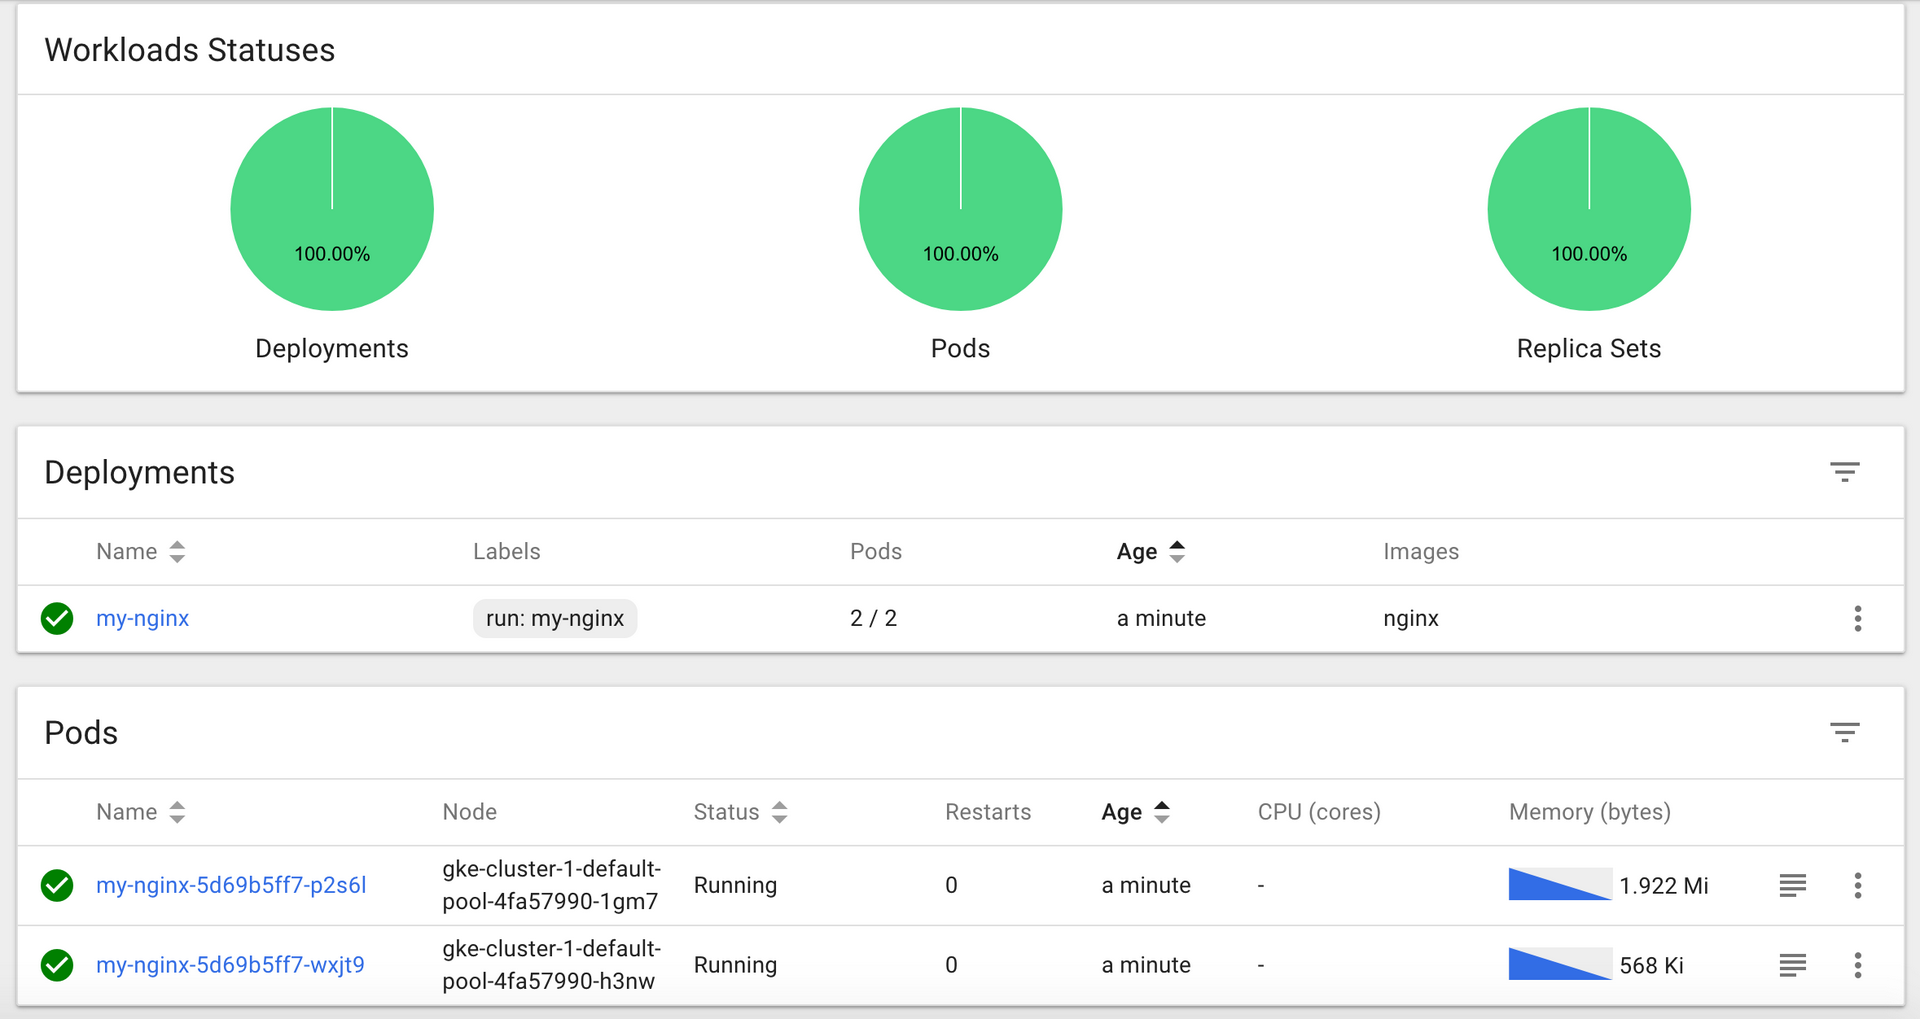 Workloads Statuses
100.00% 100.00% 100.00%
Deployments Pods Replica Sets
Deployments
Name Labels Pods Age Images
my-nginx run: my-nginx 2 / 2 a minute nginx
Pods
Name Node Status Restarts Age CPU (cores) Memory (bytes)
my-nginx-5d69b5ff7-p2s6l gke-cluster-1-default-pool-4fa57990-1gm7 Running 0 a minute - 1.922 Mi
my-nginx-5d69b5ff7-wxjt9 gke-cluster-1-default-pool-4fa57990-h3nw Running 0 a minute - 568 Ki